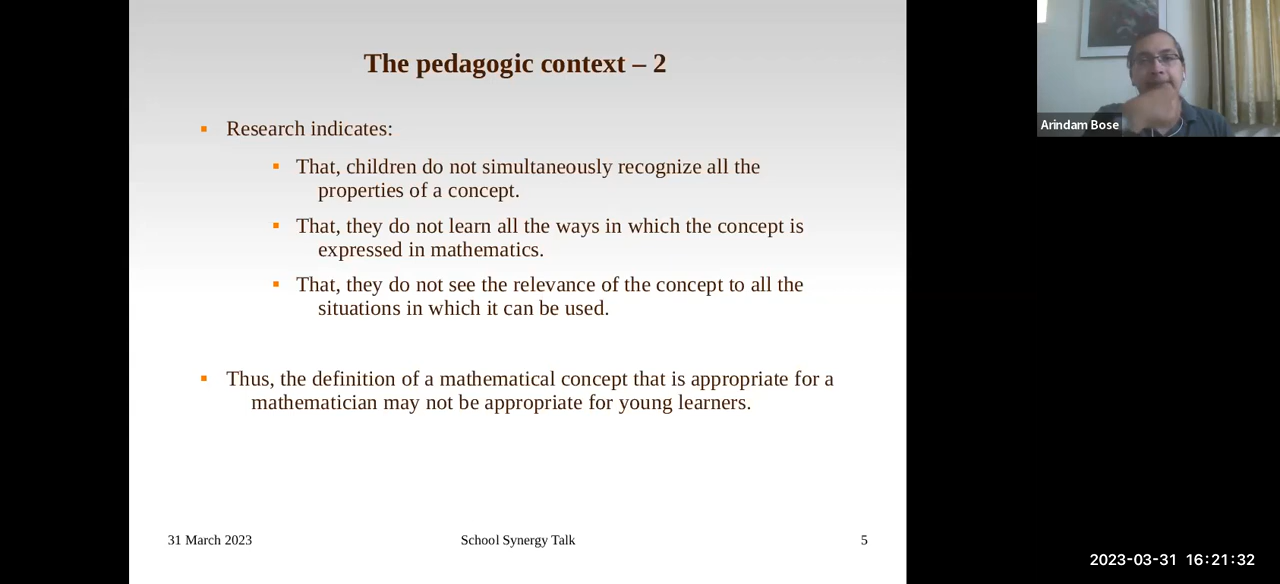 The pedagogic context – 2
▪ Research indicates:
▪ That, children do not simultaneously recognize all the
properties of a concept.
▪ That, they do not learn all the ways in which the concept is
expressed in mathematics.
▪ That, they do not see the relevance of the concept to all the
situations in which it can be used.
▪ Thus, the definition of a mathematical concept that is appropriate for a
mathematician may not be appropriate for young learners.
31 March 2023 School Synergy Talk 5
Arindam Bose
2023-03-31 16:21:32